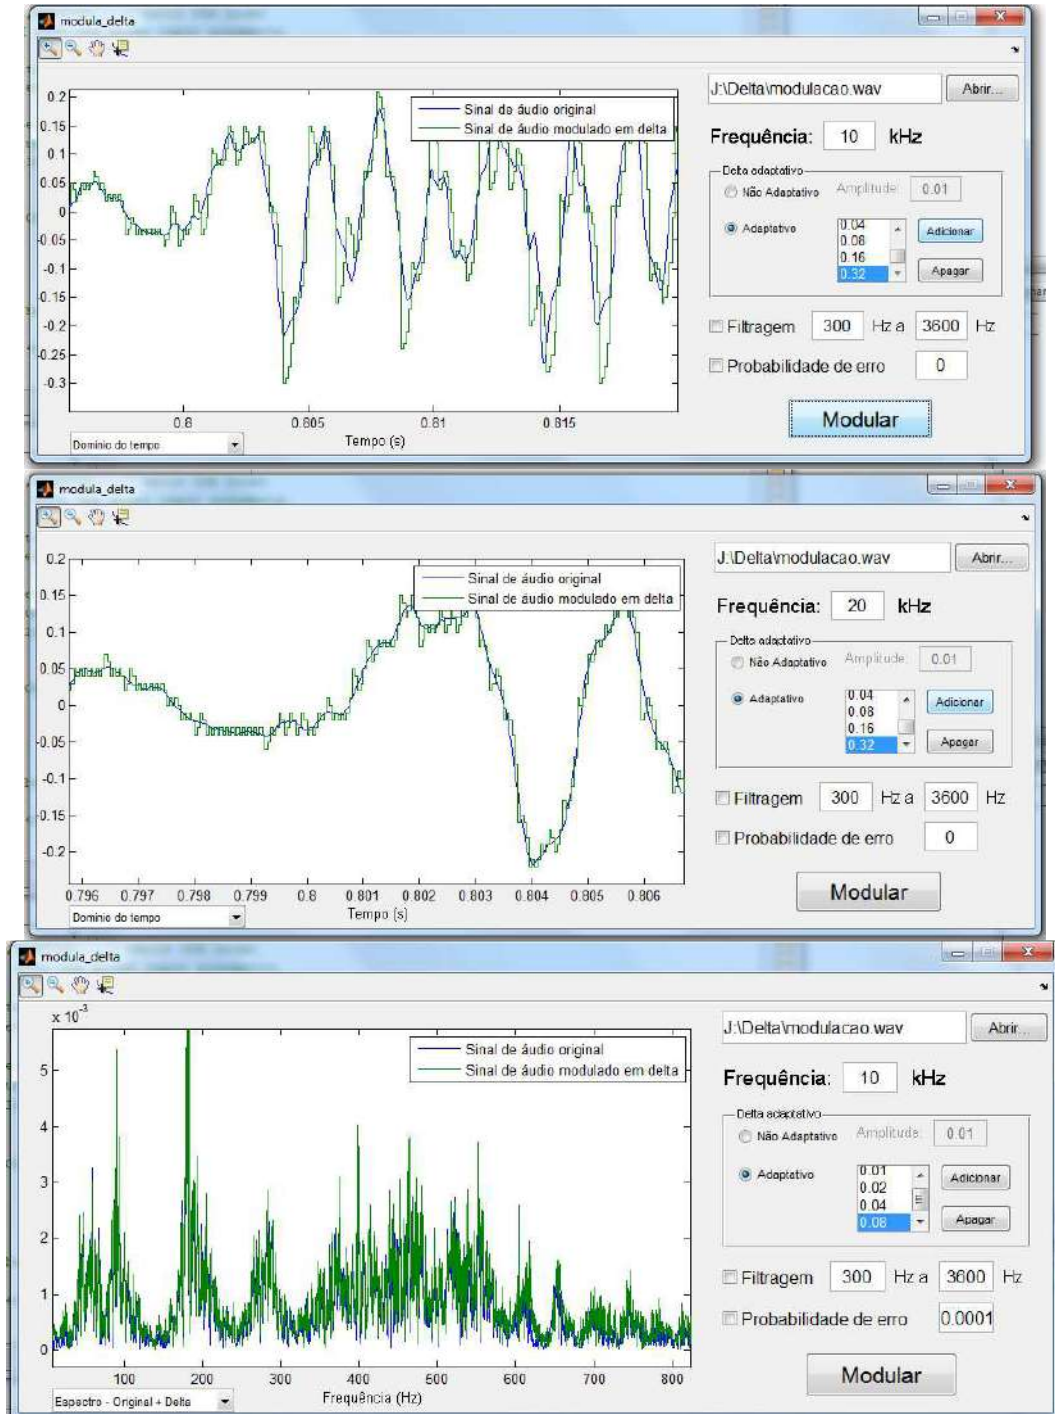 modula_delta
0.2
0.15
0.1
0.05
0
-0.05
-0.1
-0.15
-0.2
-0.25
-0.3
0.8 0.805 0.81 0.815
Tempo (s)
Domínio do tempo
Sinal de áudio original
Sinal de áudio modulado em delta
J:\Delta\modulacao.wav Abrir...
Frequência: 10 kHz
Delta adaptativo
Não Adaptativo Amplitude: 0.01
Adaptativo
0.04
0.08
0.16
0.32
Adicionar
Apagar
Filtragem 300 Hz a 3600 Hz
Probabilidade de erro 0
Modular
modula_delta
0.2
0.15
0.1
0.05
0
-0.05
-0.1
-0.15
-0.2
0.796 0.797 0.798 0.799 0.8 0.801 0.802 0.803 0.804 0.805 0.806
Tempo (s)
Domínio do tempo
Sinal de áudio original
Sinal de áudio modulado em delta
J:\Delta\modulacao.wav Abrir...
Frequência: 20 kHz
Delta adaptativo
Não Adaptativo Amplitude: 0.01
Adaptativo
0.04
0.08
0.16
0.32
Adicionar
Apagar
Filtragem 300 Hz a 3600 Hz
Probabilidade de erro 0
Modular
modula_delta
x 10-3
5
4
3
2
1
0
100 200 300 400 500 600 700 800
Frequência (Hz)
Espectro - Original + Delta
Sinal de áudio original
Sinal de áudio modulado em delta
J:\Delta\modulacao.wav Abrir...
Frequência: 10 kHz
Delta adaptativo
Não Adaptativo Amplitude: 0.01
Adaptativo
0.01
0.02
0.04
0.08
Adicionar
Apagar
Filtragem 300 Hz a 3600 Hz
Probabilidade de erro 0.0001
Modular